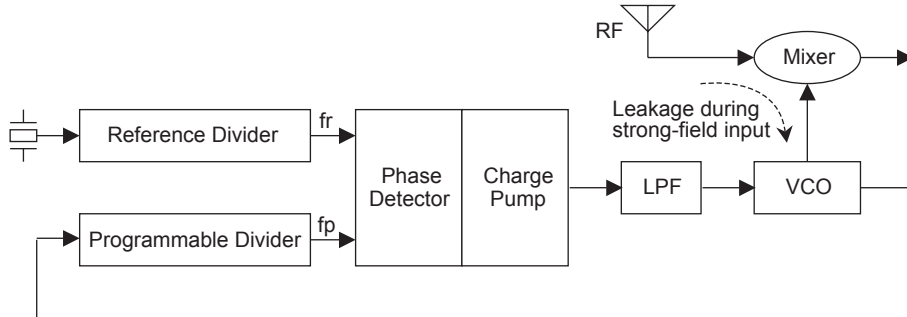 RF
Mixer
Leakage during
strong-field input
Reference Divider
fr
Phase
Detector
Charge
Pump
LPF
VCO
Programmable Divider
fp